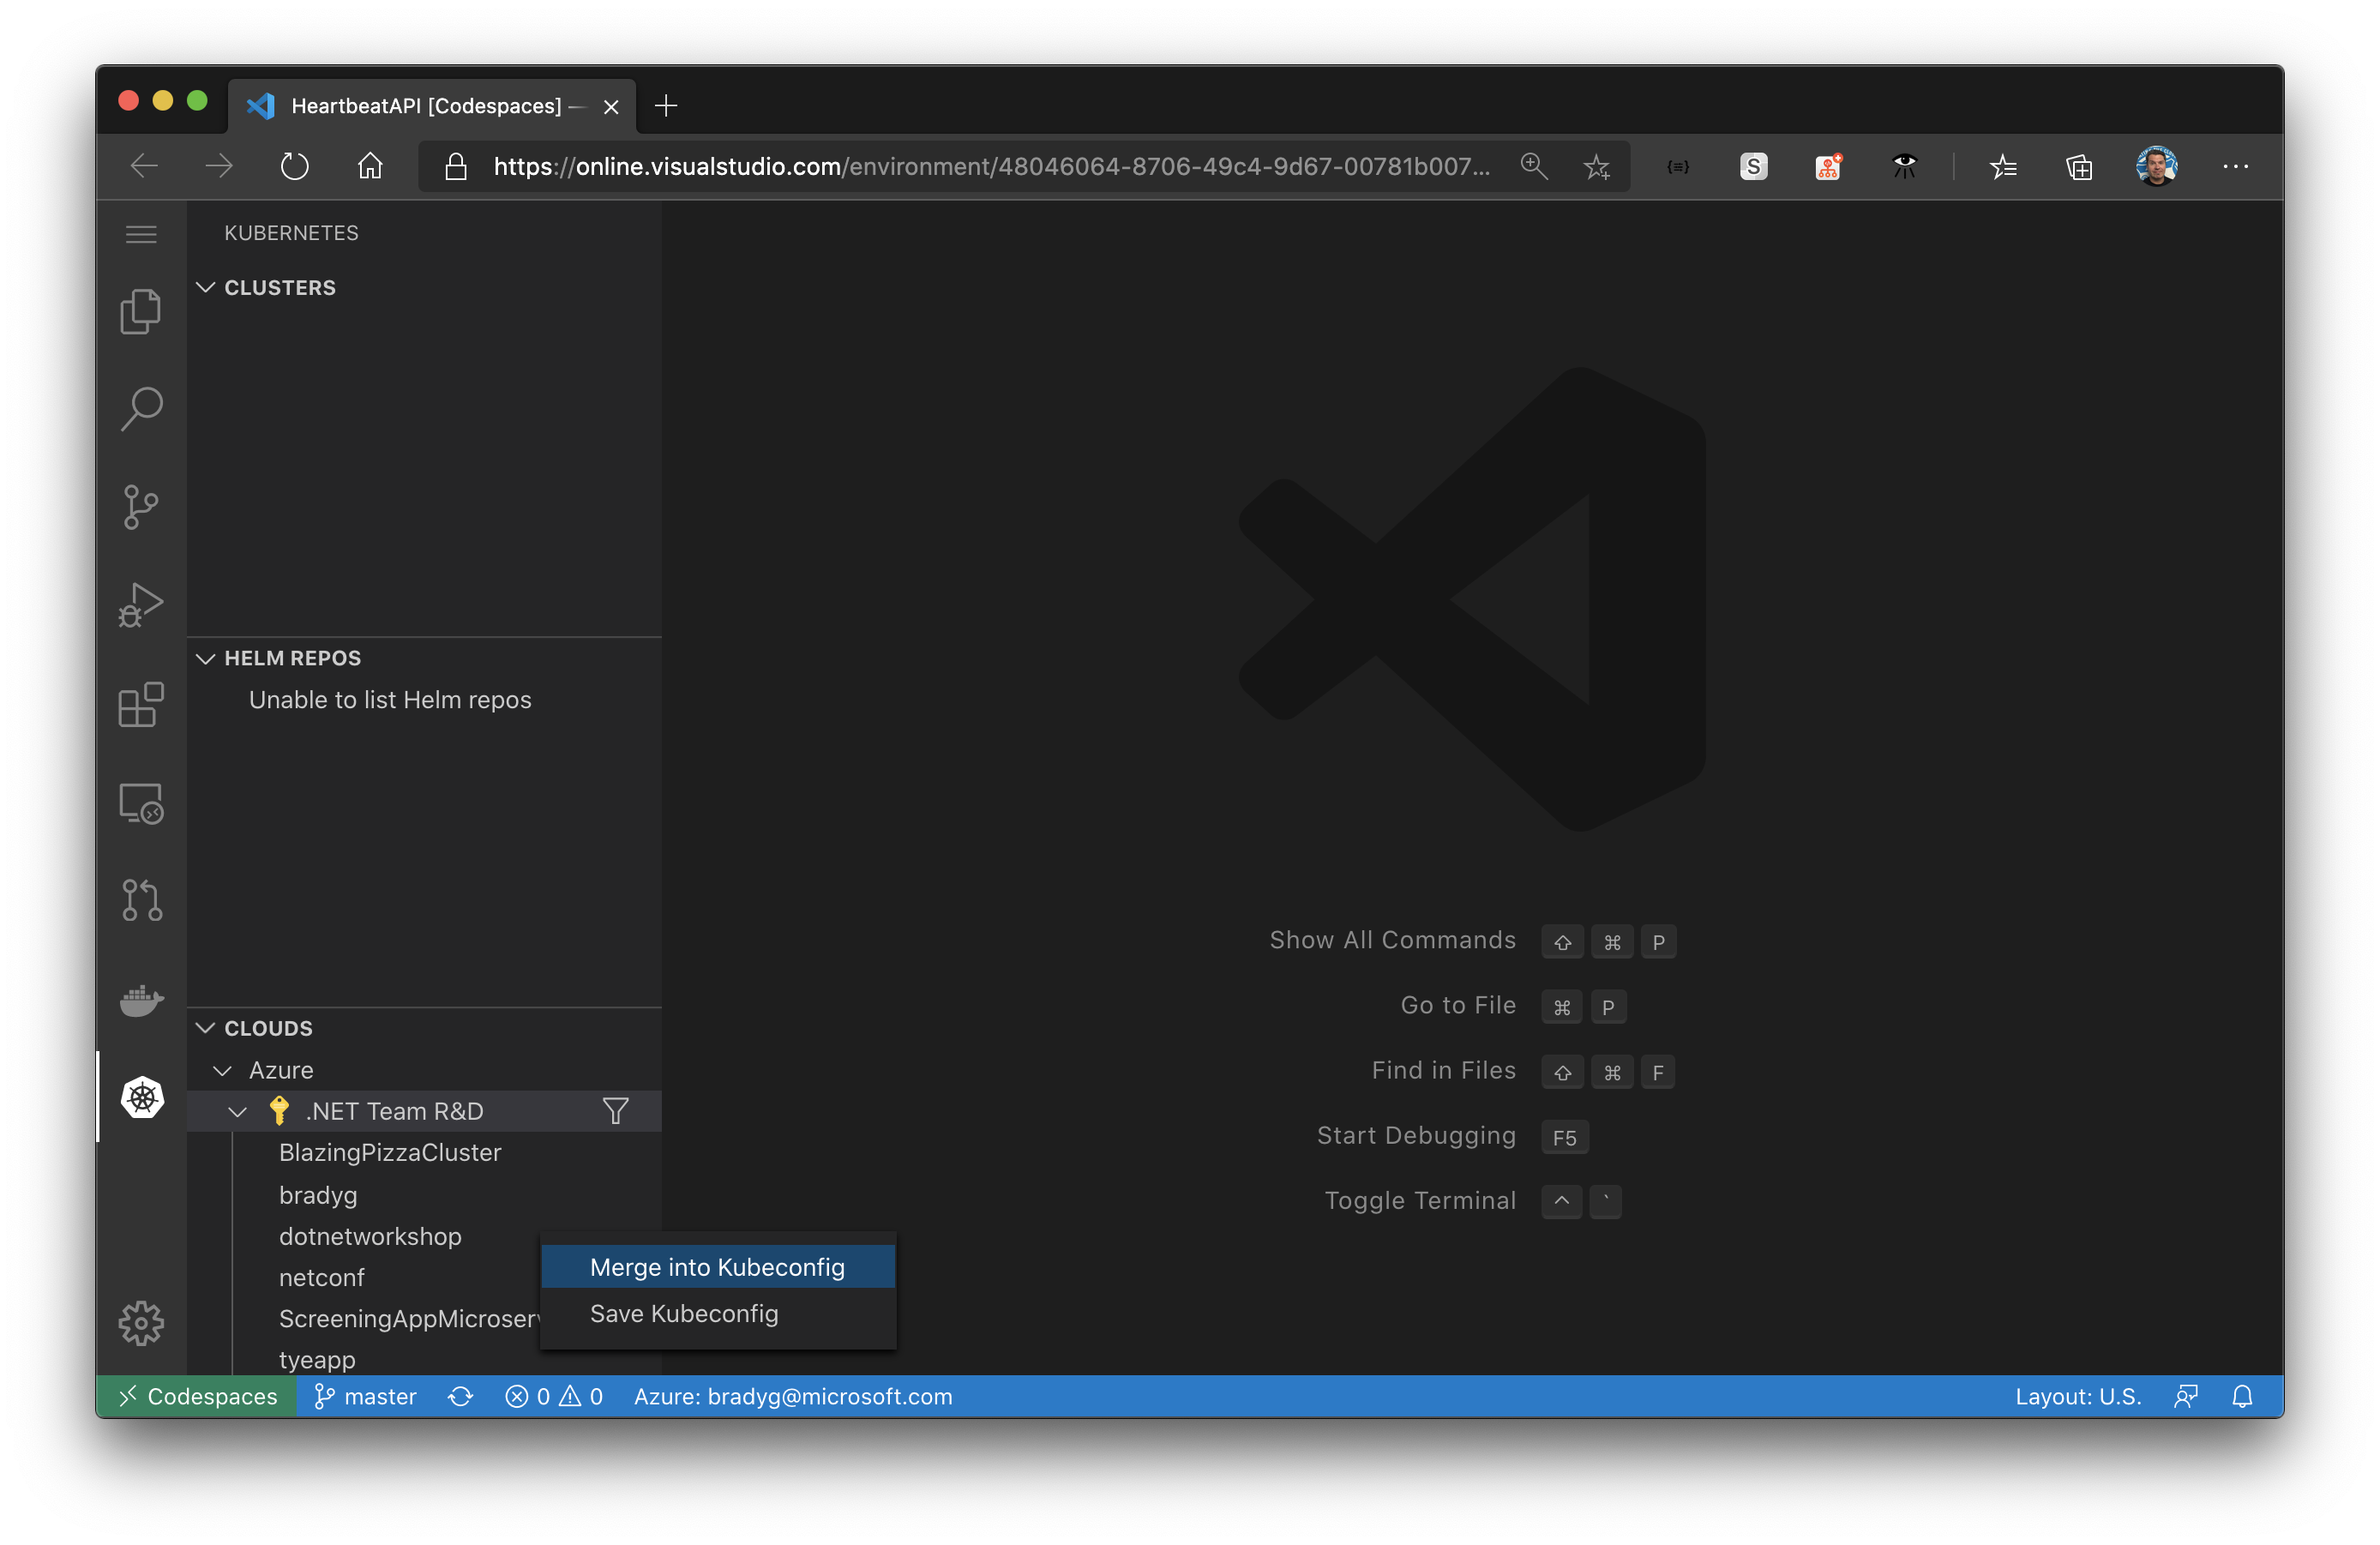 HeartbeatAPI [Codespaces] —
https://online.visualstudio.com/environment/48046064-8706-49c4-9d67-00781b007...
KUBERNETES
CLUSTERS
HELM REPOS
Unable to list Helm repos
CLOUDS
Azure
.NET Team R&D
BlazingPizzaCluster
bradyg
dotnetworkshop
netconf
tyeapp
Merge into Kubeconfig
Save Kubeconfig
Show All Commands ⇧ ⌘ P
Go to File ⌘ P
Find in Files ⇧ ⌘ F
Start Debugging F5
Toggle Terminal ^ `
Codespaces master 0 0 Azure: bradyg@microsoft.com Layout: U.S.